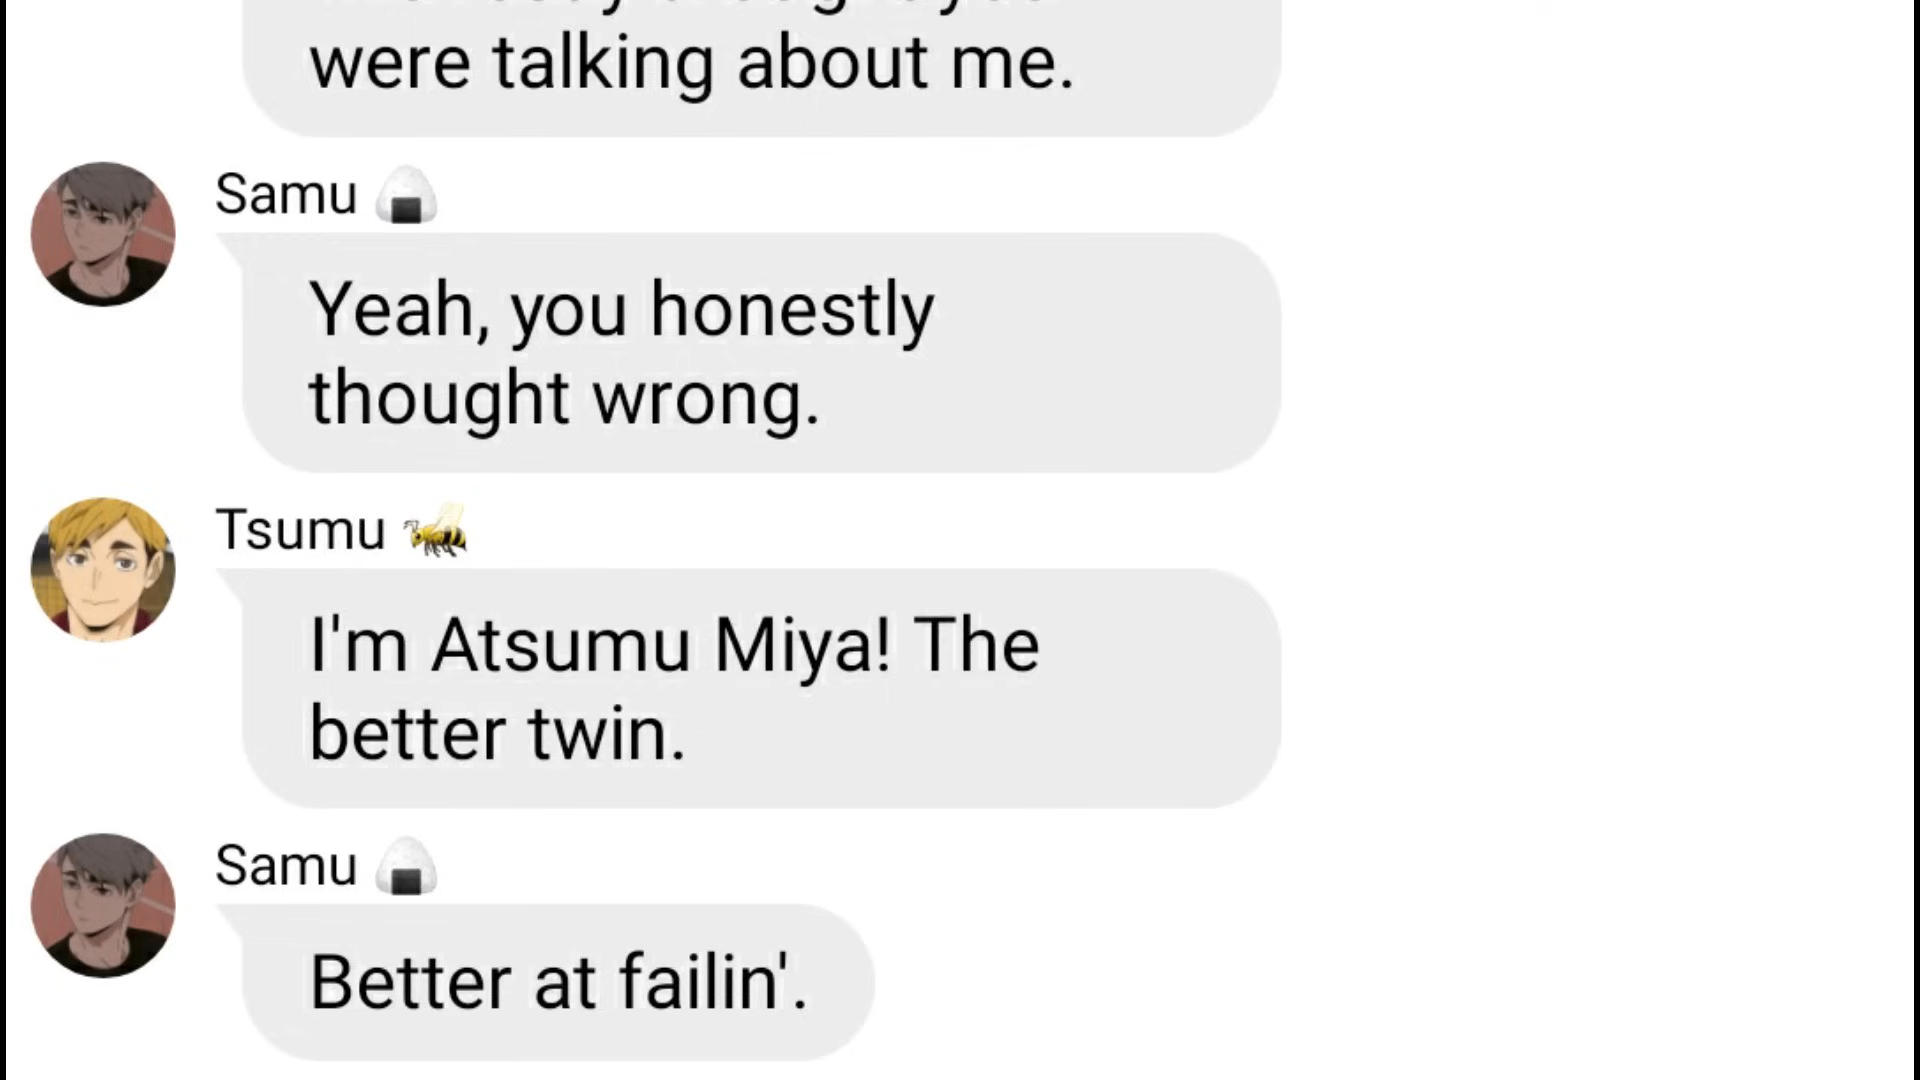 were talking about me.
Samu 🍙
Yeah, you honestly
thought wrong.
Tsumu 🐝
I'm Atsumu Miya! The
better twin.
Samu 🍙
Better at failin'.